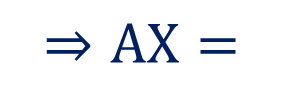 ⇒ AX =